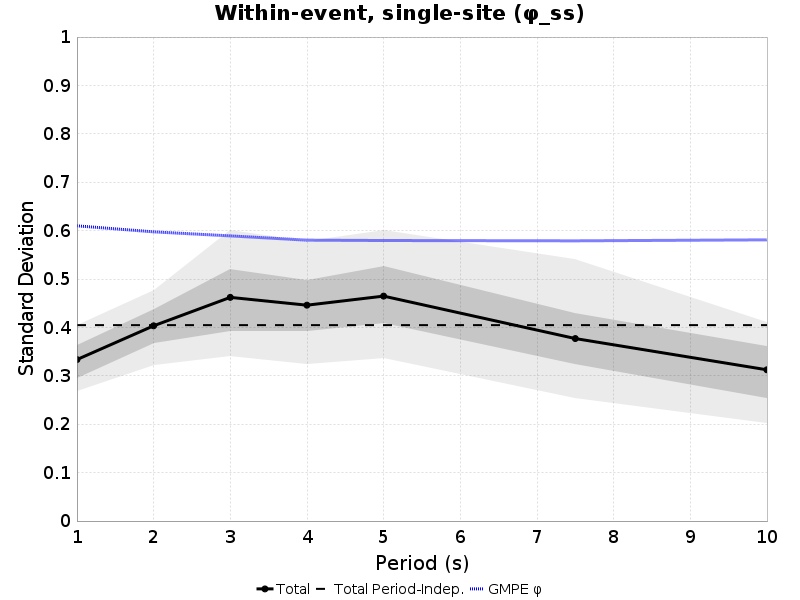 Within-event, single-site (φ_ss)
1
0.9
0.8
0.7
0.6
0.5
0.4
0.3
0.2
0.1
0
Standard Deviation
1 2 3 4 5 6 7 8 9 10
Period (s)
Total Total Period-Indep. GMPE φ